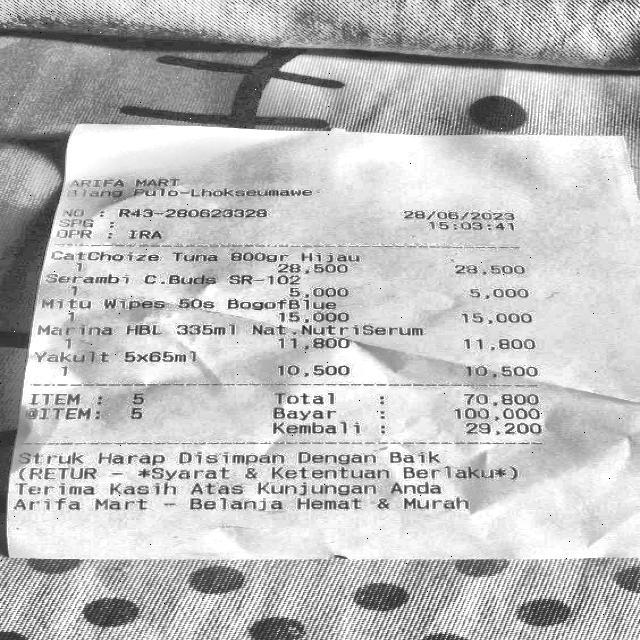 ARIFA MART
Blang Pulo-Lhokseumawe
NO : R43-280623328 28/06/2023
SPG : 15:03:41
OPR : IRA
CatChoize Tuna 800gr Hijau
1 28,500 28,500
Serambi C.Buds SR-102
1 5,000 5,000
Mitu Wipes 50s BogofBlue
1 15,000 15,000
Marina HBL 335ml Nat.NutriSerum
1 11,800 11,800
Yakult 5x65ml
1 10,500 10,500
ITEM : 5 Total : 70,800
@ITEM: 5 Bayar : 100,000
Kembali : 29,200
Struk Harap Disimpan Dengan Baik
(RETUR - *Syarat & Ketentuan Berlaku*)
Terima Kasih Atas Kunjungan Anda
Arifa Mart - Belanja Hemat & Murah